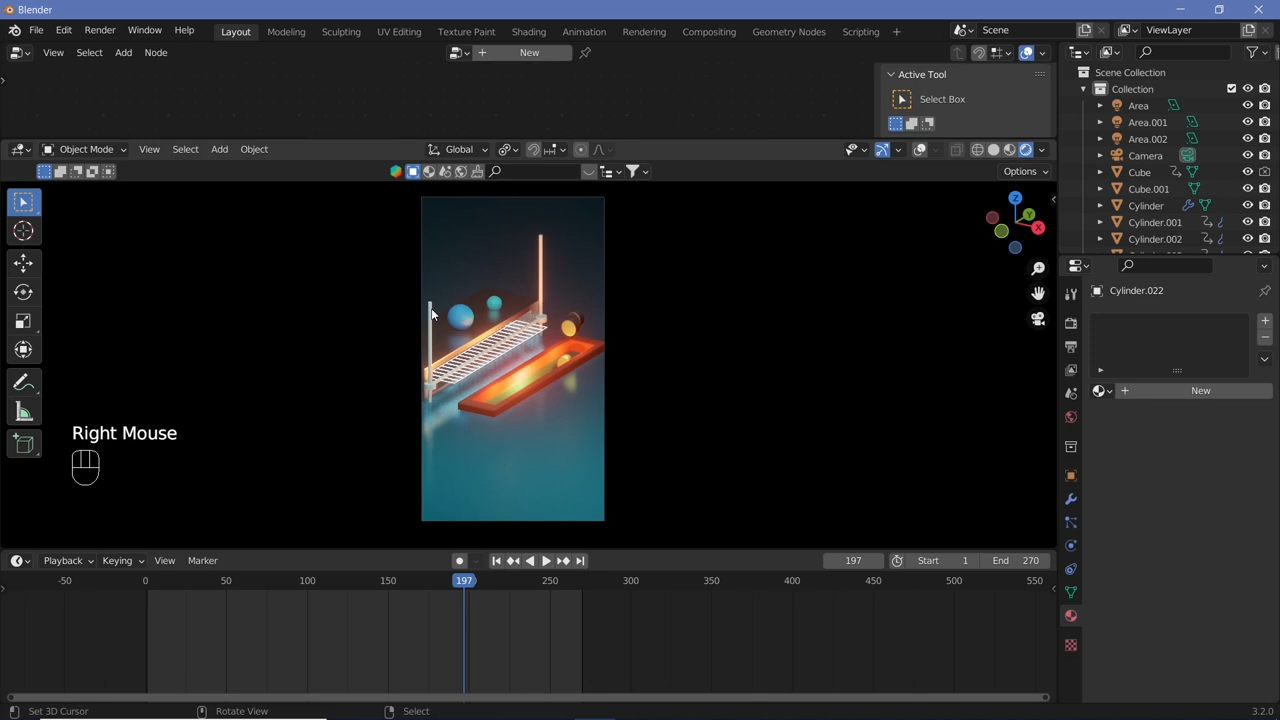 Blender
File Edit Render Window Help Layout Modeling Sculpting UV Editing Texture Paint Shading Animation Rendering Compositing Geometry Nodes Scripting + Scene ViewLayer
View Select Add Node + New
Scene Collection
Active Tool
Collection
Select Box
Area
Area.001
Area.002
Object Mode View Select Add Object Global
Camera
Options
Cube
Cube.001
Cylinder
Cylinder.001
Cylinder.002
Z
Y
X
Cylinder.022
+ New
Right Mouse
Playback Keying View Marker 197 Start 1 End 270
-50 0 50 100 150 197 250 300 350 400 450 500 550
Set 3D Cursor Rotate View Select 3.2.0